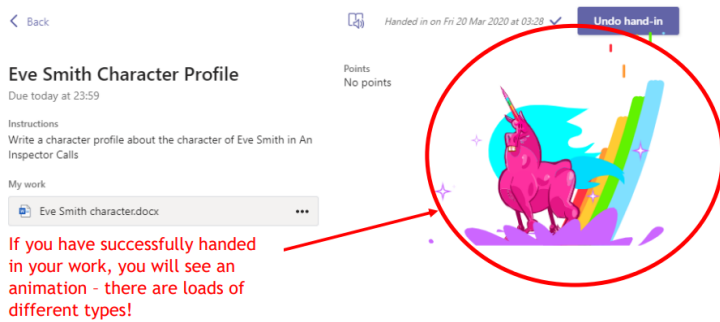 Back
Handed in on Fri 20 Mar 2020 at 03:28
Undo hand-in
Eve Smith Character Profile
Due today at 23:59
Points
No points
Instructions
Write a character profile about the character of Eve Smith in An
Inspector Calls
My work
Eve Smith character.docx
If you have successfully handed
in your work, you will see an
animation – there are loads of
different types!